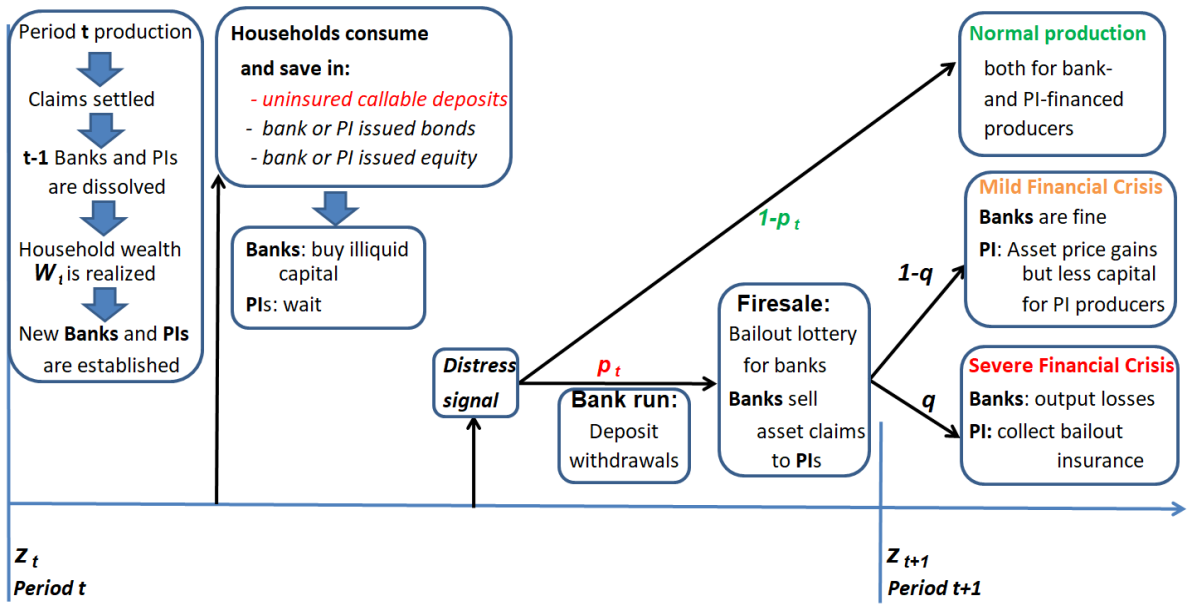 Period t production
Claims settled
t-1 Banks and PIs
are dissolved
Household wealth
W t is realized
New Banks and PIs
are established
Households consume
and save in:
- uninsured callable deposits
- bank or PI issued bonds
- bank or PI issued equity
Banks: buy illiquid
capital
PIs: wait
Distress
signal
1-p t
p t
Bank run:
Deposit
withdrawals
Firesale:
Bailout lottery
for banks
Banks sell
asset claims
to PIs
1-q
q
Normal production
both for bank-
and PI-financed
producers
Mild Financial Crisis
Banks are fine
PI: Asset price gains
but less capital
for PI producers
Severe Financial Crisis
Banks: output losses
PI: collect bailout
insurance
z t
Period t
z t+1
Period t+1